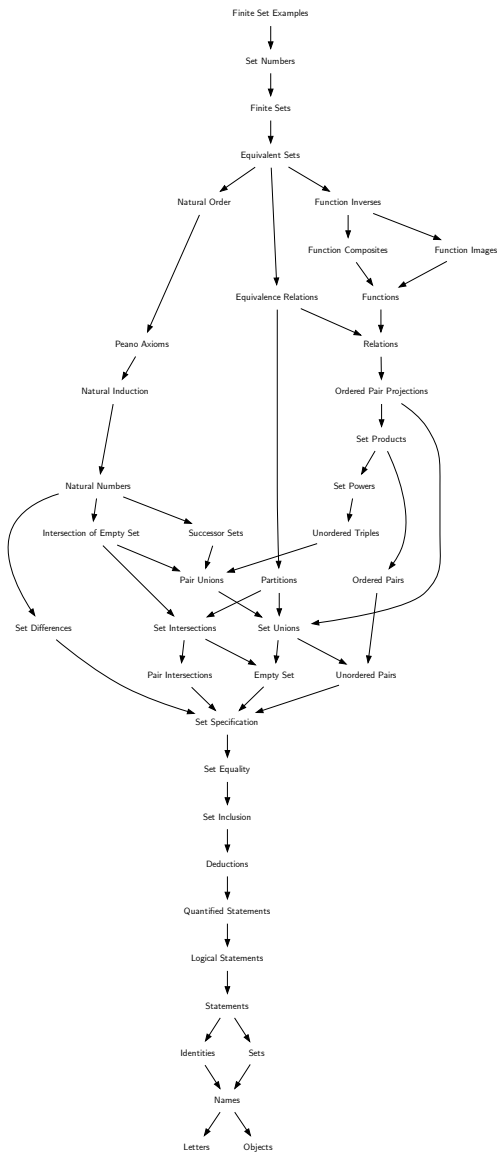 Finite Set Examples
Set Numbers
Finite Sets
Equivalent Sets
Natural Order
Function Inverses
Function Composites
Function Images
Equivalence Relations
Functions
Peano Axioms
Relations
Natural Induction
Ordered Pair Projections
Set Products
Natural Numbers
Set Powers
Intersection of Empty Set
Successor Sets
Unordered Triples
Pair Unions
Partitions
Ordered Pairs
Set Differences
Set Intersections
Set Unions
Pair Intersections
Empty Set
Unordered Pairs
Set Specification
Set Equality
Set Inclusion
Deductions
Quantified Statements
Logical Statements
Statements
Identities
Sets
Names
Letters
Objects